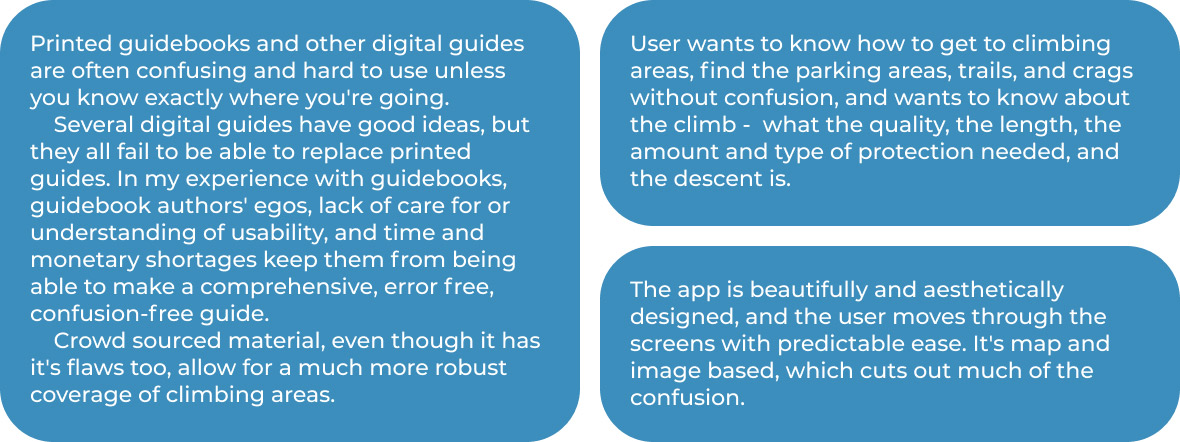 Printed guidebooks and other digital guides
are often confusing and hard to use unless
you know exactly where you're going.
Several digital guides have good ideas, but
they all fail to be able to replace printed
guides. In my experience with guidebooks,
guidebook authors' egos, lack of care for or
understanding of usability, and time and
monetary shortages keep them from being
able to make a comprehensive, error free,
confusion-free guide.
Crowd sourced material, even though it has
it's flaws too, allow for a much more robust
coverage of climbing areas.
User wants to know how to get to climbing
areas, find the parking areas, trails, and crags
without confusion, and wants to know about
the climb -  what the quality, the length, the
amount and type of protection needed, and
the descent is.
The app is beautifully and aesthetically
designed, and the user moves through the
screens with predictable ease. It's map and
image based, which cuts out much of the
confusion.